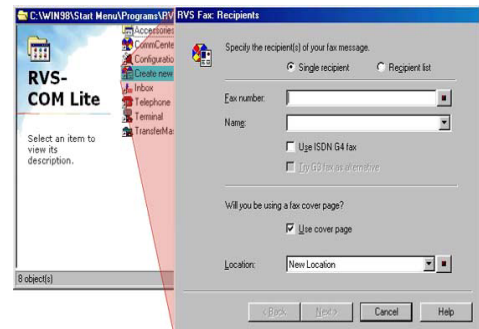 C:\WIN98\Start Menu\Programs\RV
RVS-
COM Lite
Select an item to
view its
description.
Accessories
CommCente
Configuratio
Create new
Inbox
Telephone
Terminal
TransferMa
8 object(s)
RVS Fax: Recipients
Specify the recipient(s) of your fax message.
Single recipient
Recipient list
Fax number:
Name:
Use ISDN G4 fax
Try G3 fax as alternative
Will you be using a fax cover page?
Use cover page
Location:
New Location
< Back
Next >
Cancel
Help